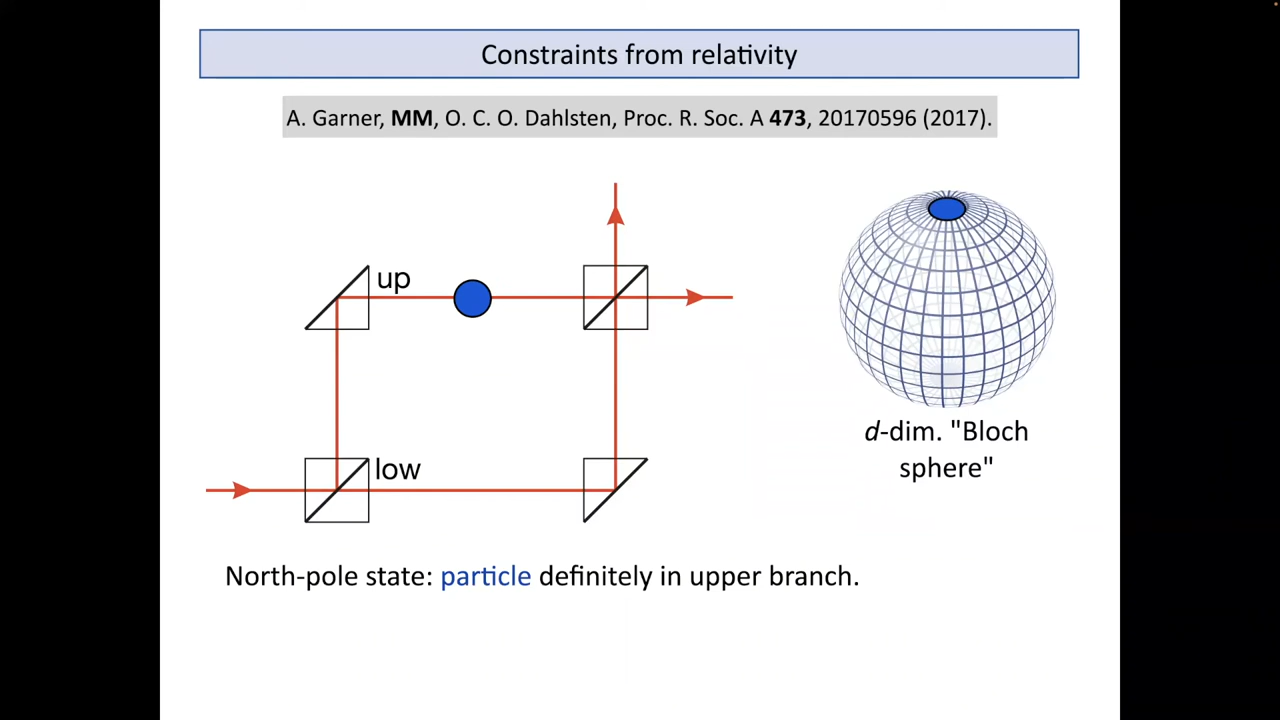 Constraints from relativity
A. Garner, MM, O. C. O. Dahlsten, Proc. R. Soc. A 473, 20170596 (2017).
up
low
d-dim. "Bloch
sphere"
North-pole state: particle definitely in upper branch.